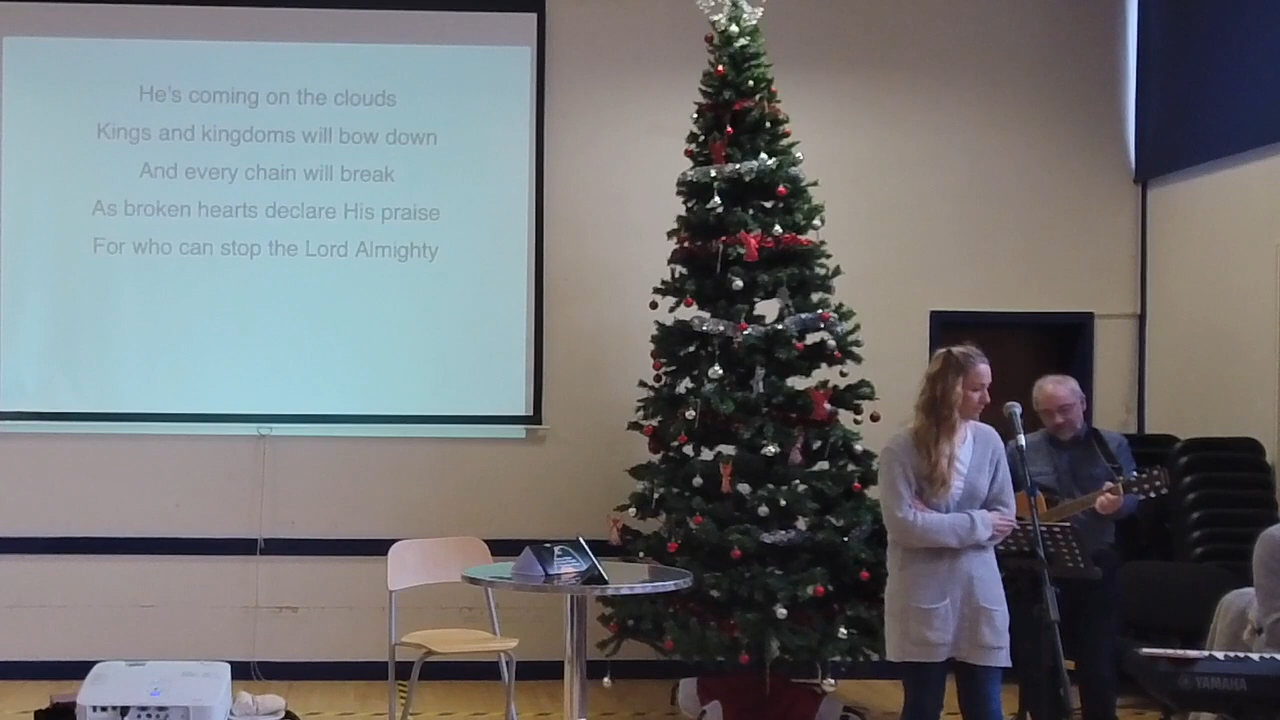 He's coming on the clouds
Kings and kingdoms will bow down
And every chain will break
As broken hearts declare His praise
For who can stop the Lord Almighty
YAMAHA